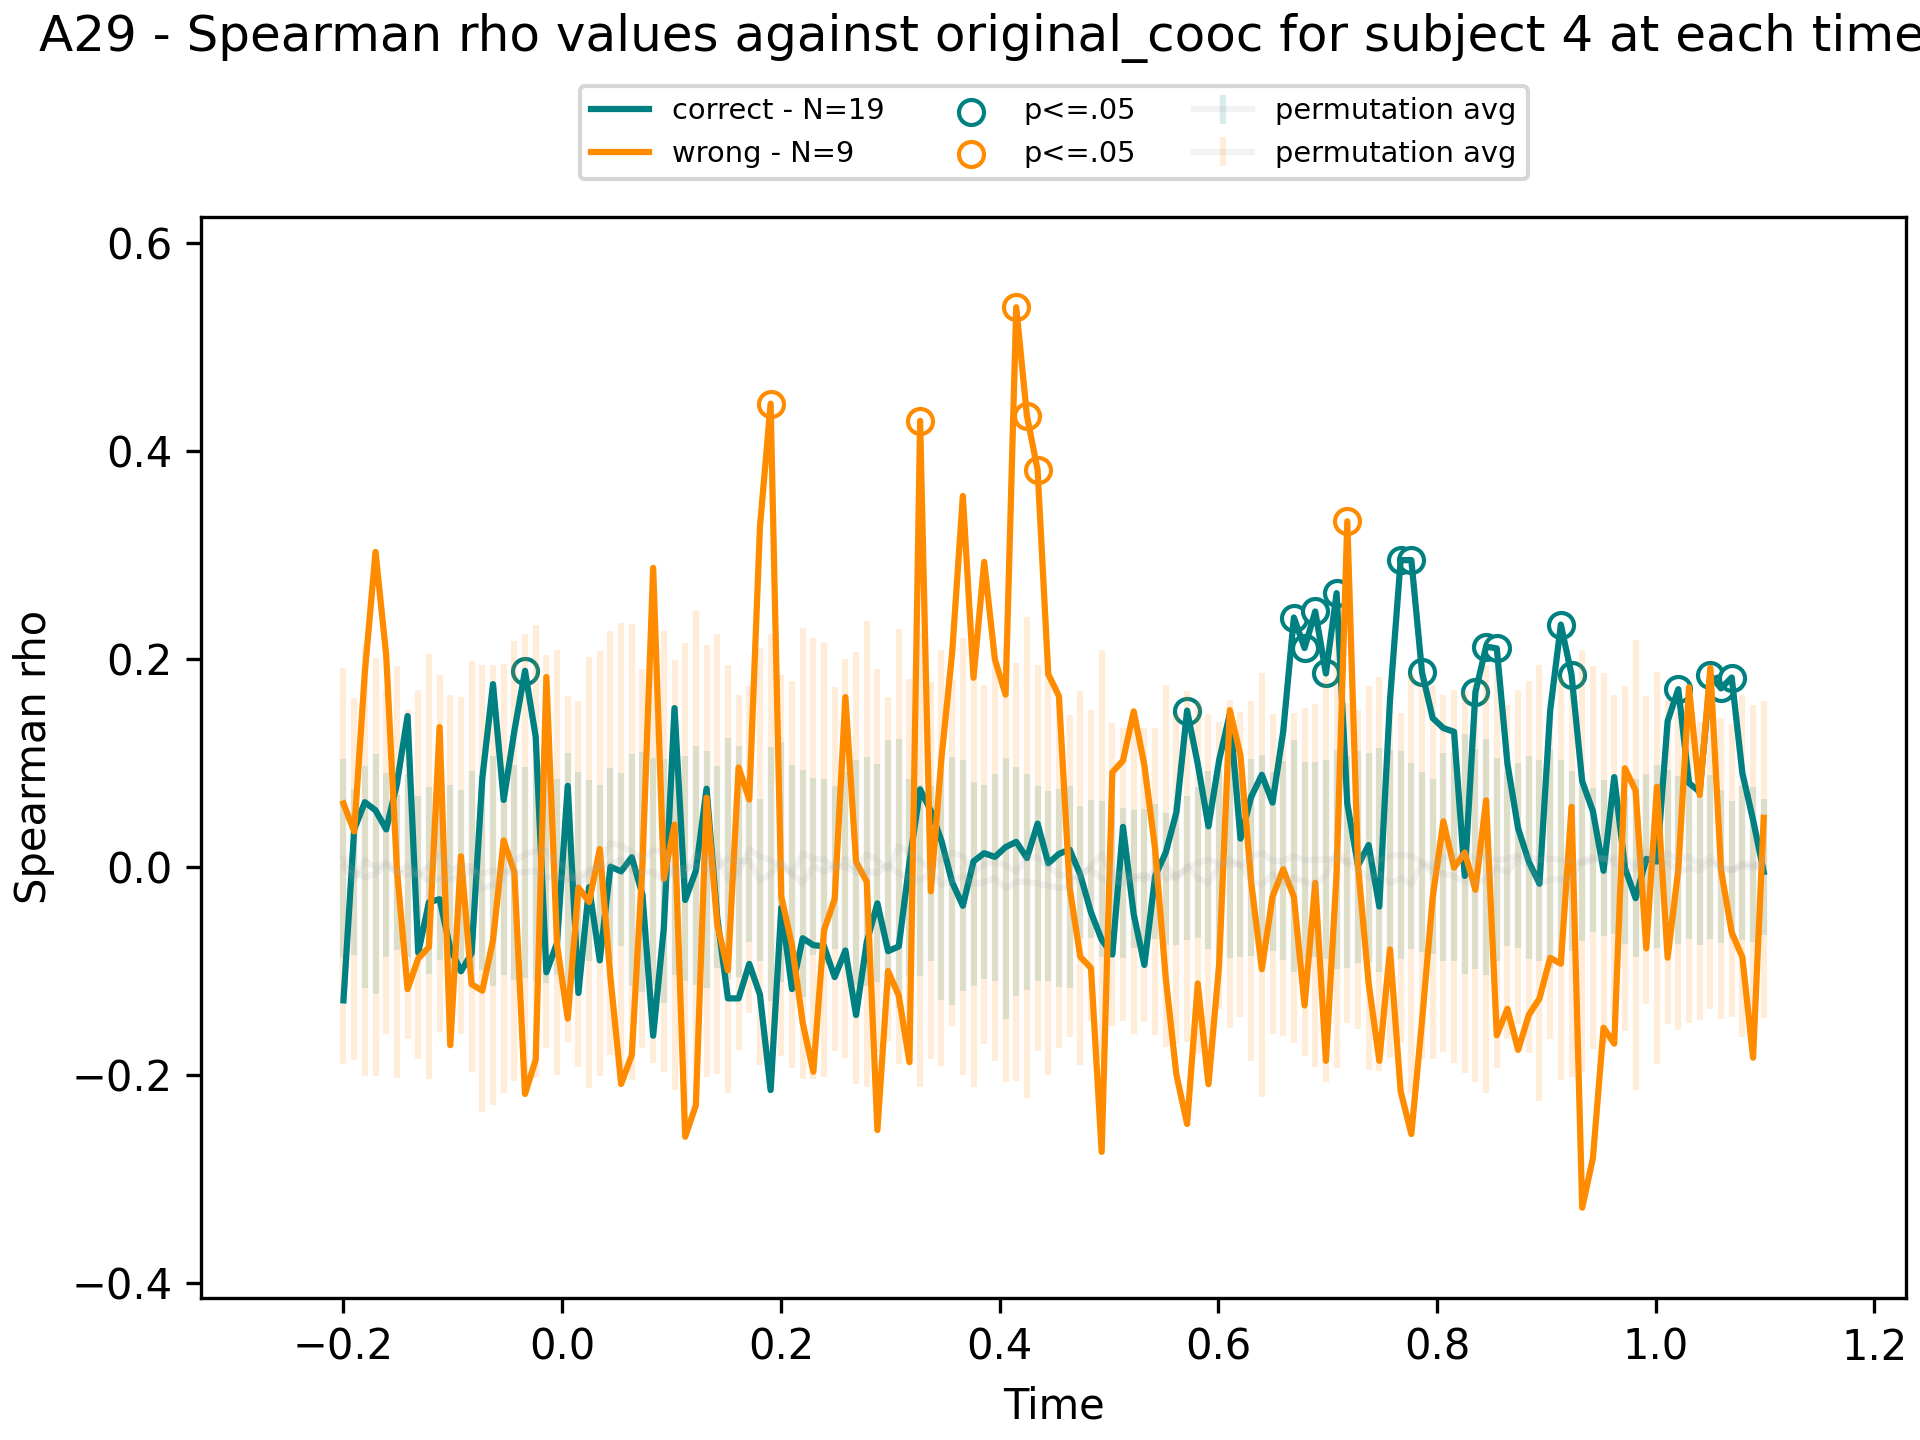 A29 - Spearman rho values against original_cooc for subject 4 at each time
correct - N=19
wrong - N=9
p<=.05
p<=.05
permutation avg
permutation avg
Spearman rho
0.6
0.4
0.2
0.0
−0.2
−0.4
−0.2 0.0 0.2 0.4 0.6 0.8 1.0 1.2
Time